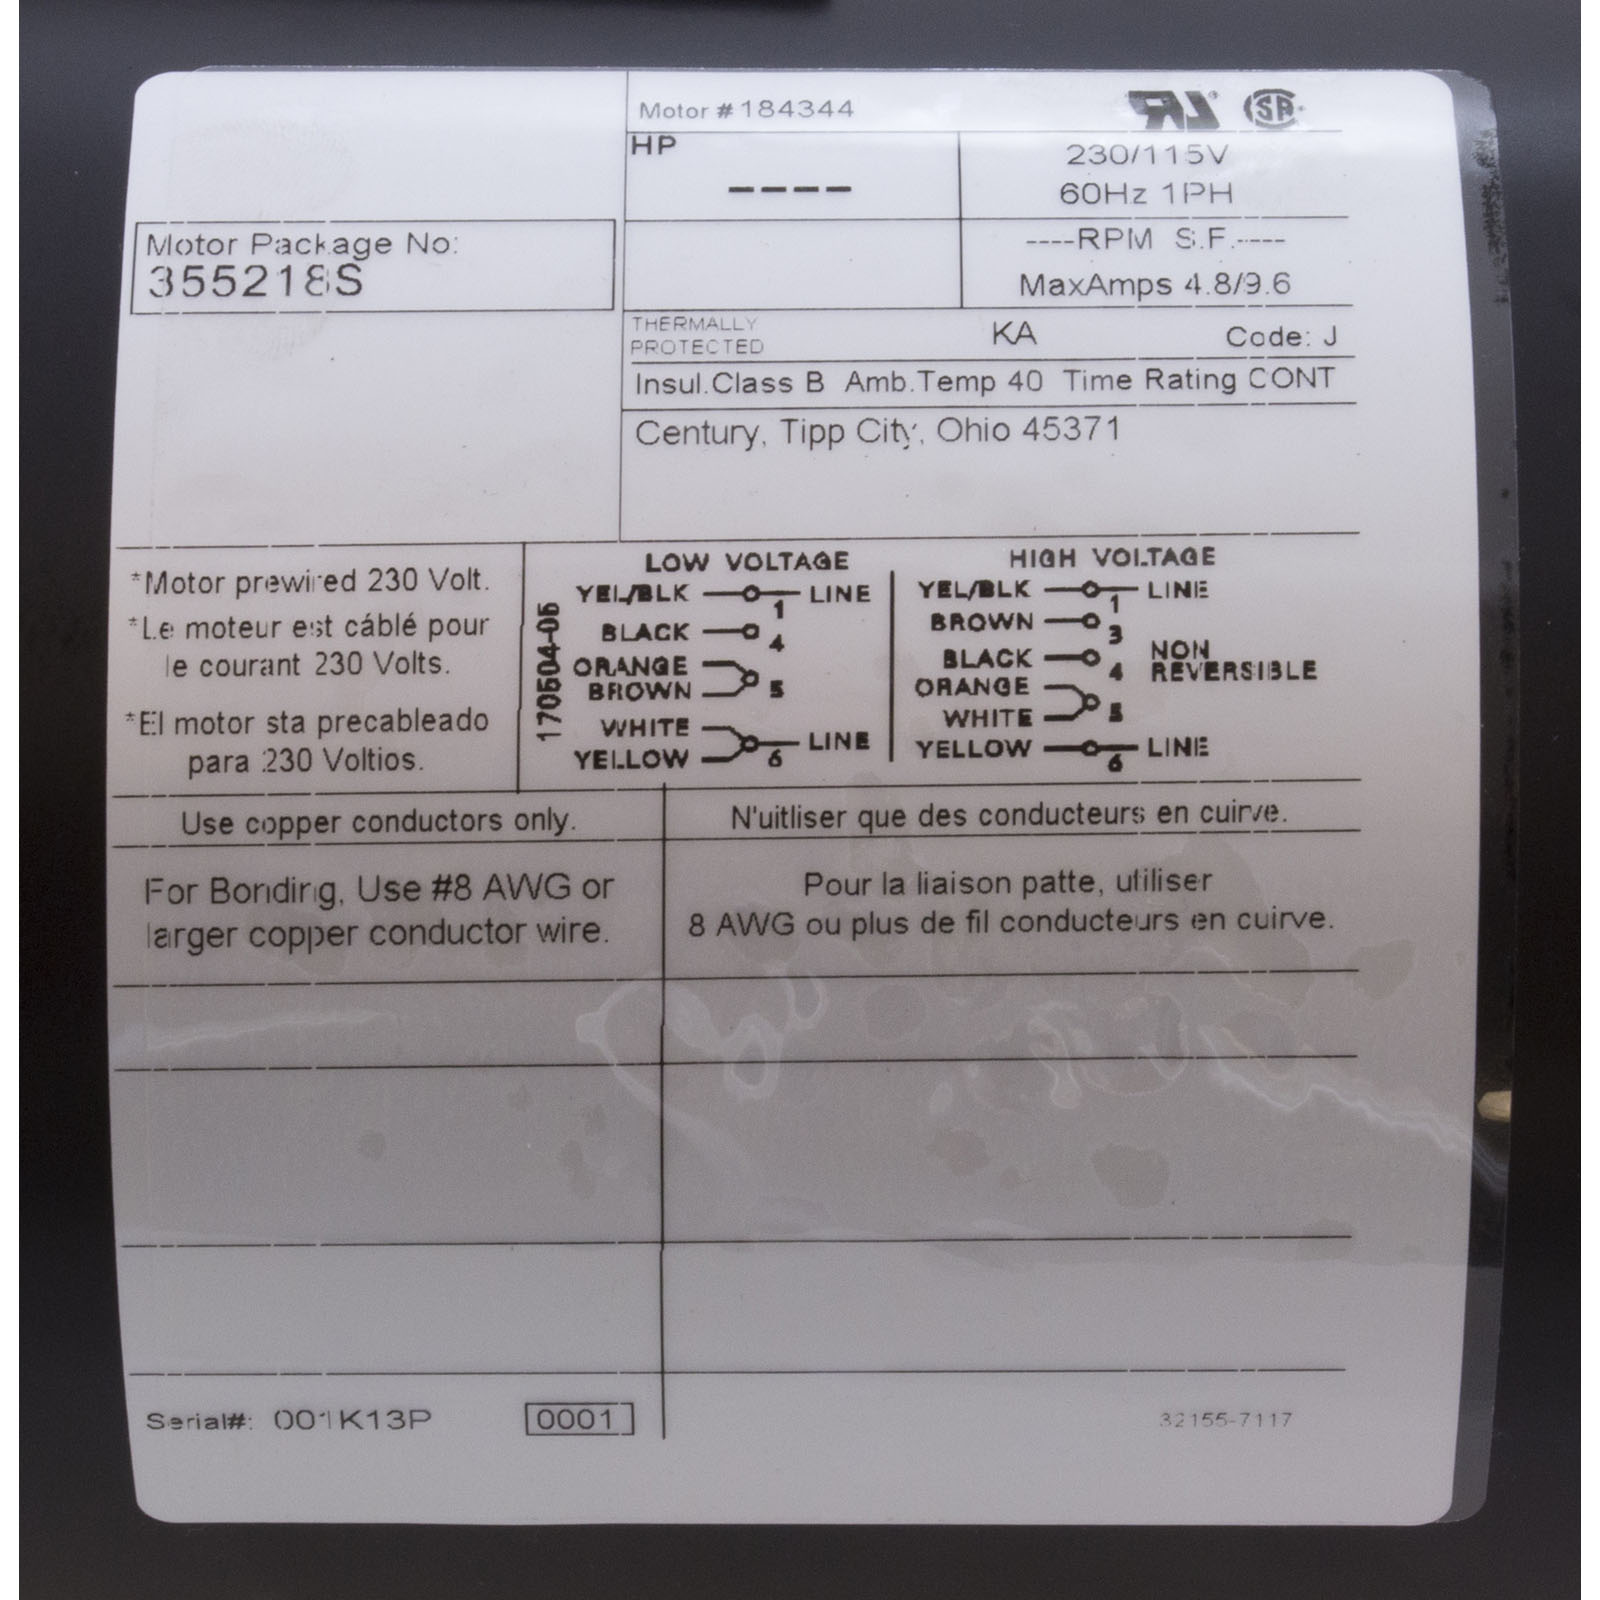 Motor # 184344
HP
----
230/115V
60Hz 1PH
Motor Package No:
355218S
----RPM S.F.----
MaxAmps 4.8/9.6
THERMALLY
PROTECTED
KA
Code: J
Insul.Class B Amb.Temp 40 Time Rating CONT
Century, Tipp City, Ohio 45371
*Motor prewired 230 Volt.
*Le moteur est cáblé pour
le courant 230 Volts.
*El motor sta precableado
para 230 Voltios.
170504-05
LOW VOLTAGE
YEL/BLK 1 LINE
BLACK 4
ORANGE
BROWN 5
WHITE
YELLOW 6 LINE
HIGH VOLTAGE
YEL/BLK 1 LINE
BROWN 3
BLACK 4
ORANGE
WHITE 5
YELLOW 6 LINE
NON
REVERSIBLE
Use copper conductors only.
N'uitliser que des conducteurs en cuirve.
For Bonding, Use #8 AWG or
larger copper conductor wire.
Pour la liaison patte, utiliser
8 AWG ou plus de fil conducteurs en cuirve.
Serial#: 001K13P
0001
32155-7117